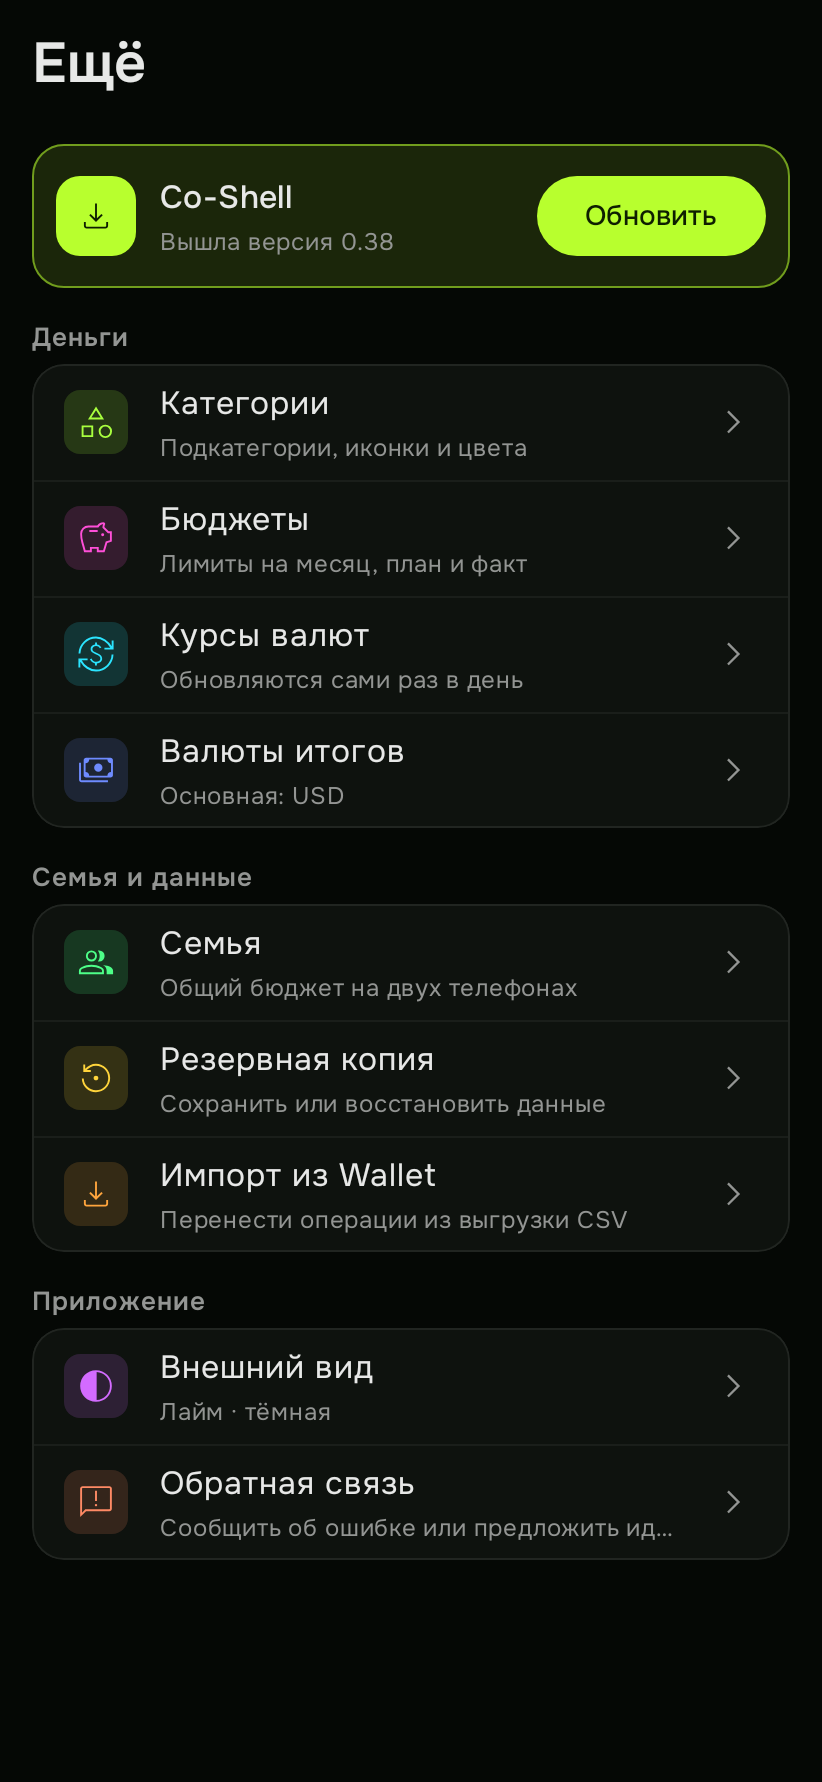 Ещё
Co-Shell
Вышла версия 0.38
Обновить
Деньги
Категории
Подкатегории, иконки и цвета
Бюджеты
Лимиты на месяц, план и факт
Курсы валют
Обновляются сами раз в день
Валюты итогов
Основная: USD
Семья и данные
Семья
Общий бюджет на двух телефонах
Резервная копия
Сохранить или восстановить данные
Импорт из Wallet
Перенести операции из выгрузки CSV
Приложение
Внешний вид
Лайм · тёмная
Обратная связь
Сообщить об ошибке или предложить ид…